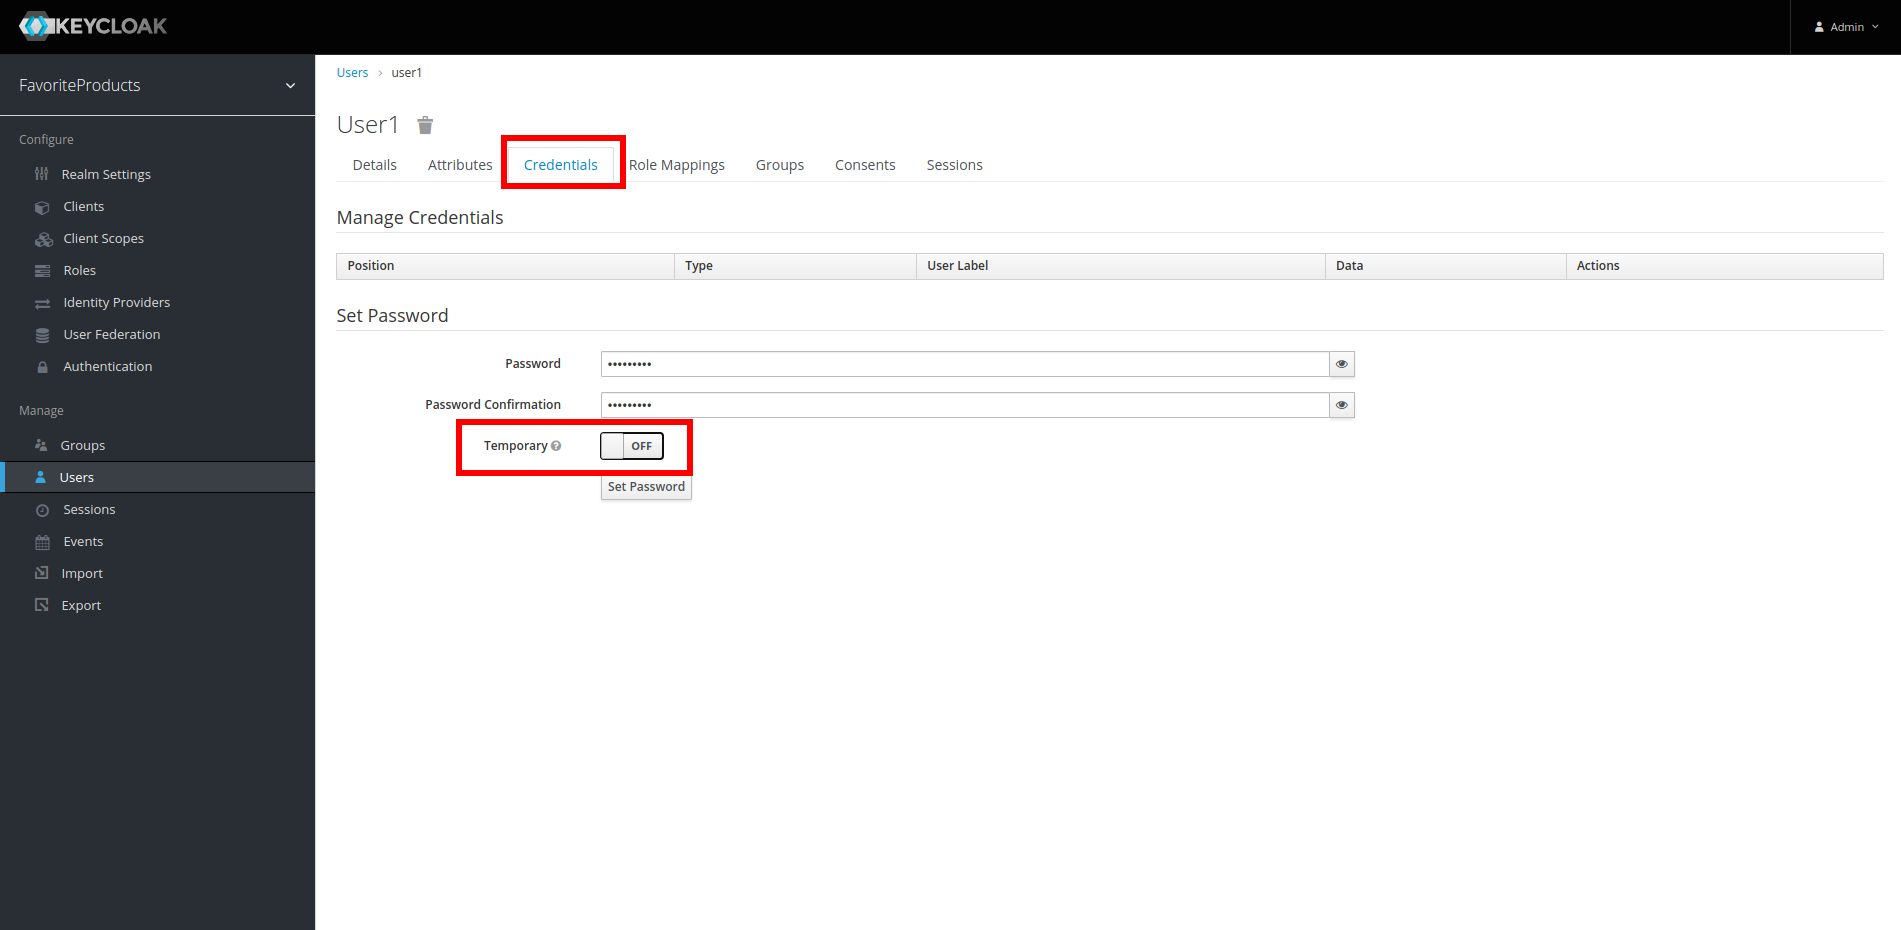 KEYCLOAK
Admin
FavoriteProducts
Configure
Realm Settings
Clients
Client Scopes
Roles
Identity Providers
User Federation
Authentication
Manage
Groups
Users
Sessions
Events
Import
Export
Users › user1
User1
Details Attributes Credentials Role Mappings Groups Consents Sessions
Manage Credentials
Position Type User Label Data Actions
Set Password
Password •••••••••
Password Confirmation •••••••••
Temporary OFF
Set Password